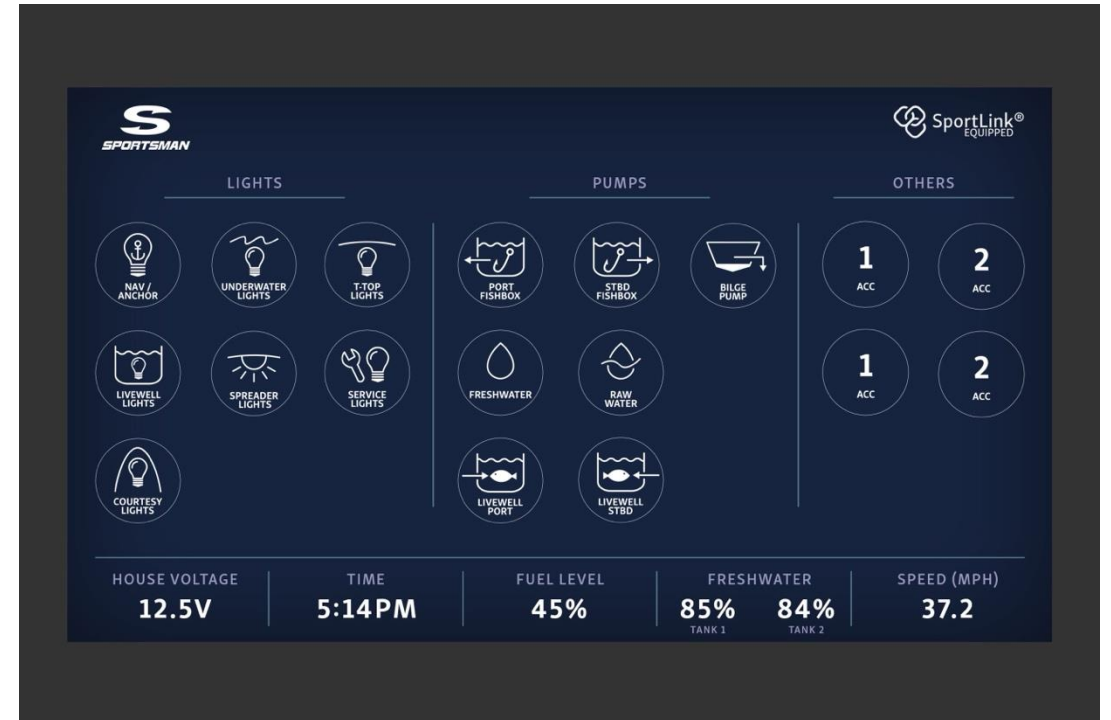 S
SPORTSMAN
SportLink®
EQUIPPED
LIGHTS
PUMPS
OTHERS
NAV /
ANCHOR
UNDERWATER
LIGHTS
T-TOP
LIGHTS
LIVEWELL
LIGHTS
SPREADER
LIGHTS
SERVICE
LIGHTS
COURTESY
LIGHTS
PORT
FISHBOX
STBD
FISHBOX
BILGE
PUMP
FRESHWATER
RAW
WATER
LIVEWELL
PORT
LIVEWELL
STBD
1
ACC
2
ACC
1
ACC
2
ACC
HOUSE VOLTAGE
12.5V
TIME
5:14PM
FUEL LEVEL
45%
FRESHWATER
85% 84%
TANK 1 TANK 2
SPEED (MPH)
37.2